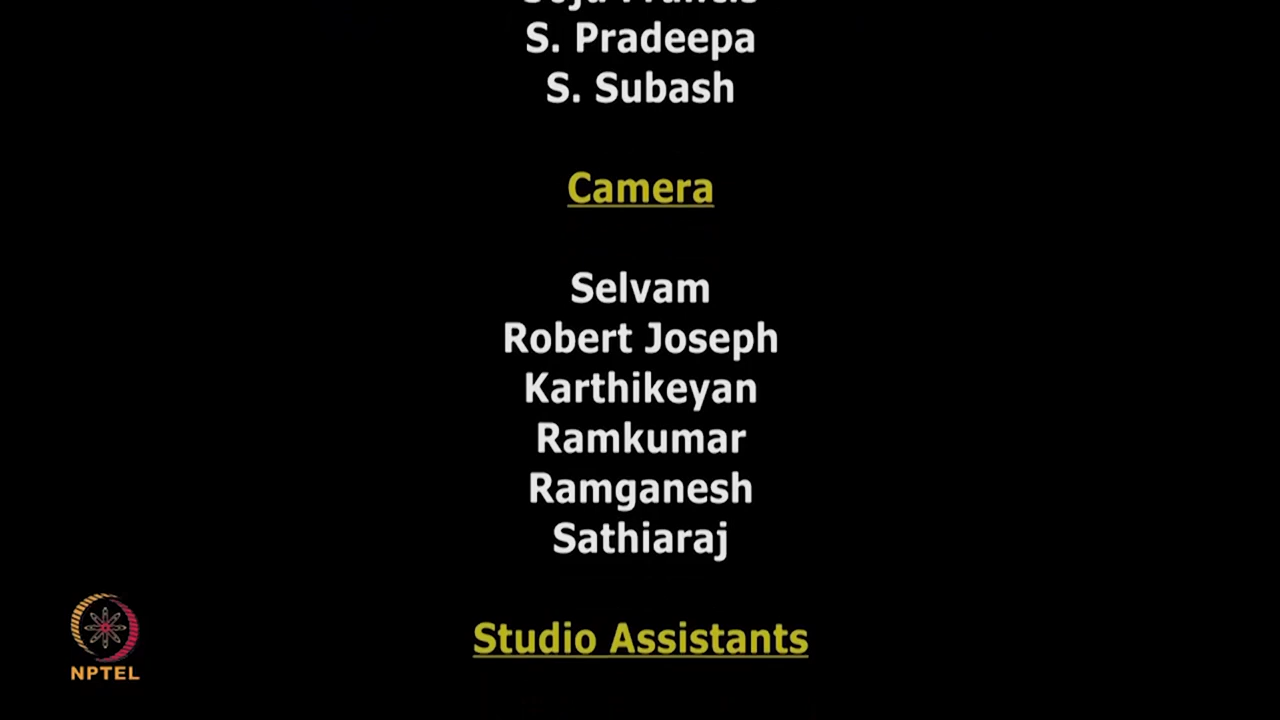 S. Pradeepa
S. Subash
Camera
Selvam
Robert Joseph
Karthikeyan
Ramkumar
Ramganesh
Sathiaraj
Studio Assistants
NPTEL